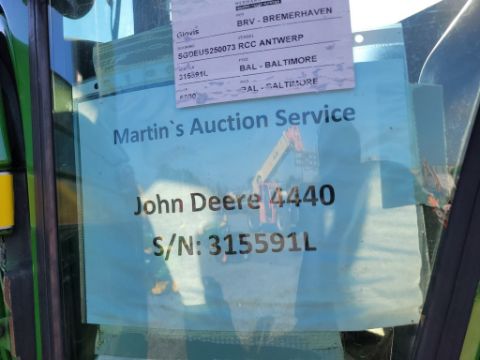 Glovis
BRV - BREMERHAVEN
SGDEUS250073 RCC ANTWERP
315591L
BAL - BALTIMORE
BAL - BALTIMORE
Martin`s Auction Service
John Deere 4440
S/N: 315591L